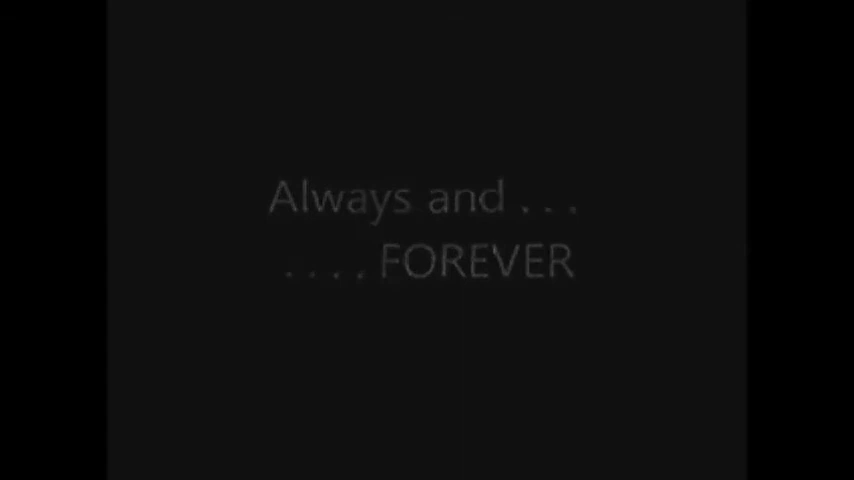 Always and . . .
. . . . FOREVER